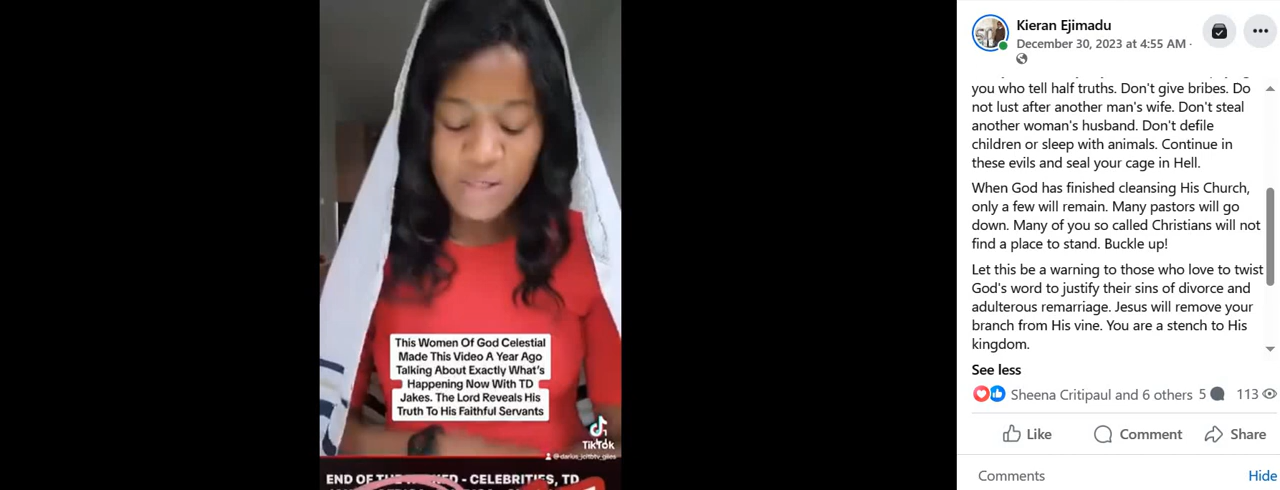 This Women Of God Celestial
Made This Video A Year Ago
Talking About Exactly What's
Happening Now With TD
Jakes. The Lord Reveals His
Truth To His Faithful Servants
TikTok
@darius_jcltbtv_giles
END OF THE WICKED - CELEBRITIES, TD
Kieran Ejimadu
December 30, 2023 at 4:55 AM ·
you who tell half truths. Don't give bribes. Do
not lust after another man's wife. Don't steal
another woman's husband. Don't defile
children or sleep with animals. Continue in
these evils and seal your cage in Hell.
When God has finished cleansing His Church,
only a few will remain. Many pastors will go
down. Many of you so called Christians will not
find a place to stand. Buckle up!
Let this be a warning to those who love to twist
God's word to justify their sins of divorce and
adulterous remarriage. Jesus will remove your
branch from His vine. You are a stench to His
kingdom.
See less
Sheena Critipaul and 6 others 5 113
Like Comment Share
Comments Hide